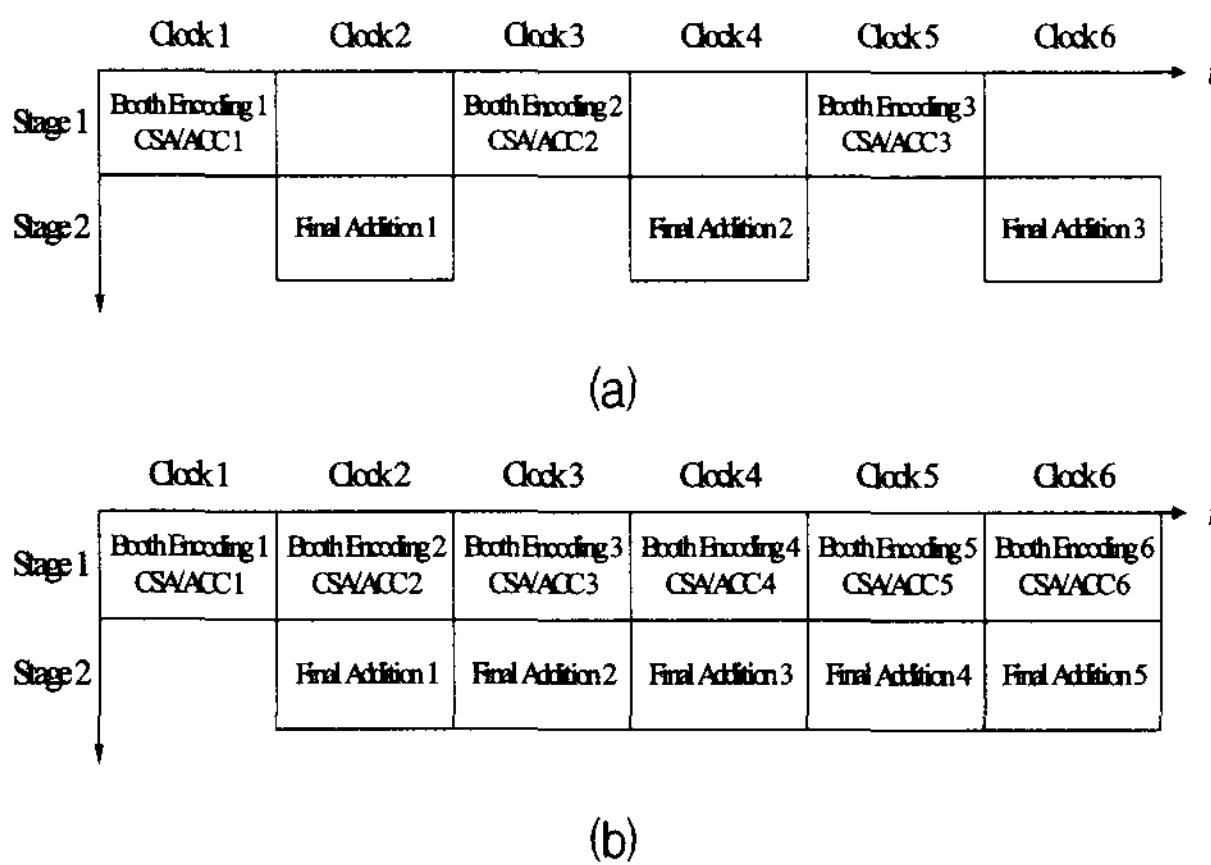 Clock 1 Clock 2 Clock 3 Clock 4 Clock 5 Clock 6
t
Stage 1
Booth Encoding 1
CSA/ACC 1
Booth Encoding 2
CSA/ACC 2
Booth Encoding 3
CSA/ACC 3
Stage 2
Final Addition 1
Final Addition 2
Final Addition 3
(a)
Clock 1 Clock 2 Clock 3 Clock 4 Clock 5 Clock 6
Stage 1
Booth Encoding 1
CSA/ACC 1
Booth Encoding 2
CSA/ACC 2
Booth Encoding 3
CSA/ACC 3
Booth Encoding 4
CSA/ACC 4
Booth Encoding 5
CSA/ACC 5
Booth Encoding 6
CSA/ACC 6
Stage 2
Final Addition 1
Final Addition 2
Final Addition 3
Final Addition 4
Final Addition 5
(b)